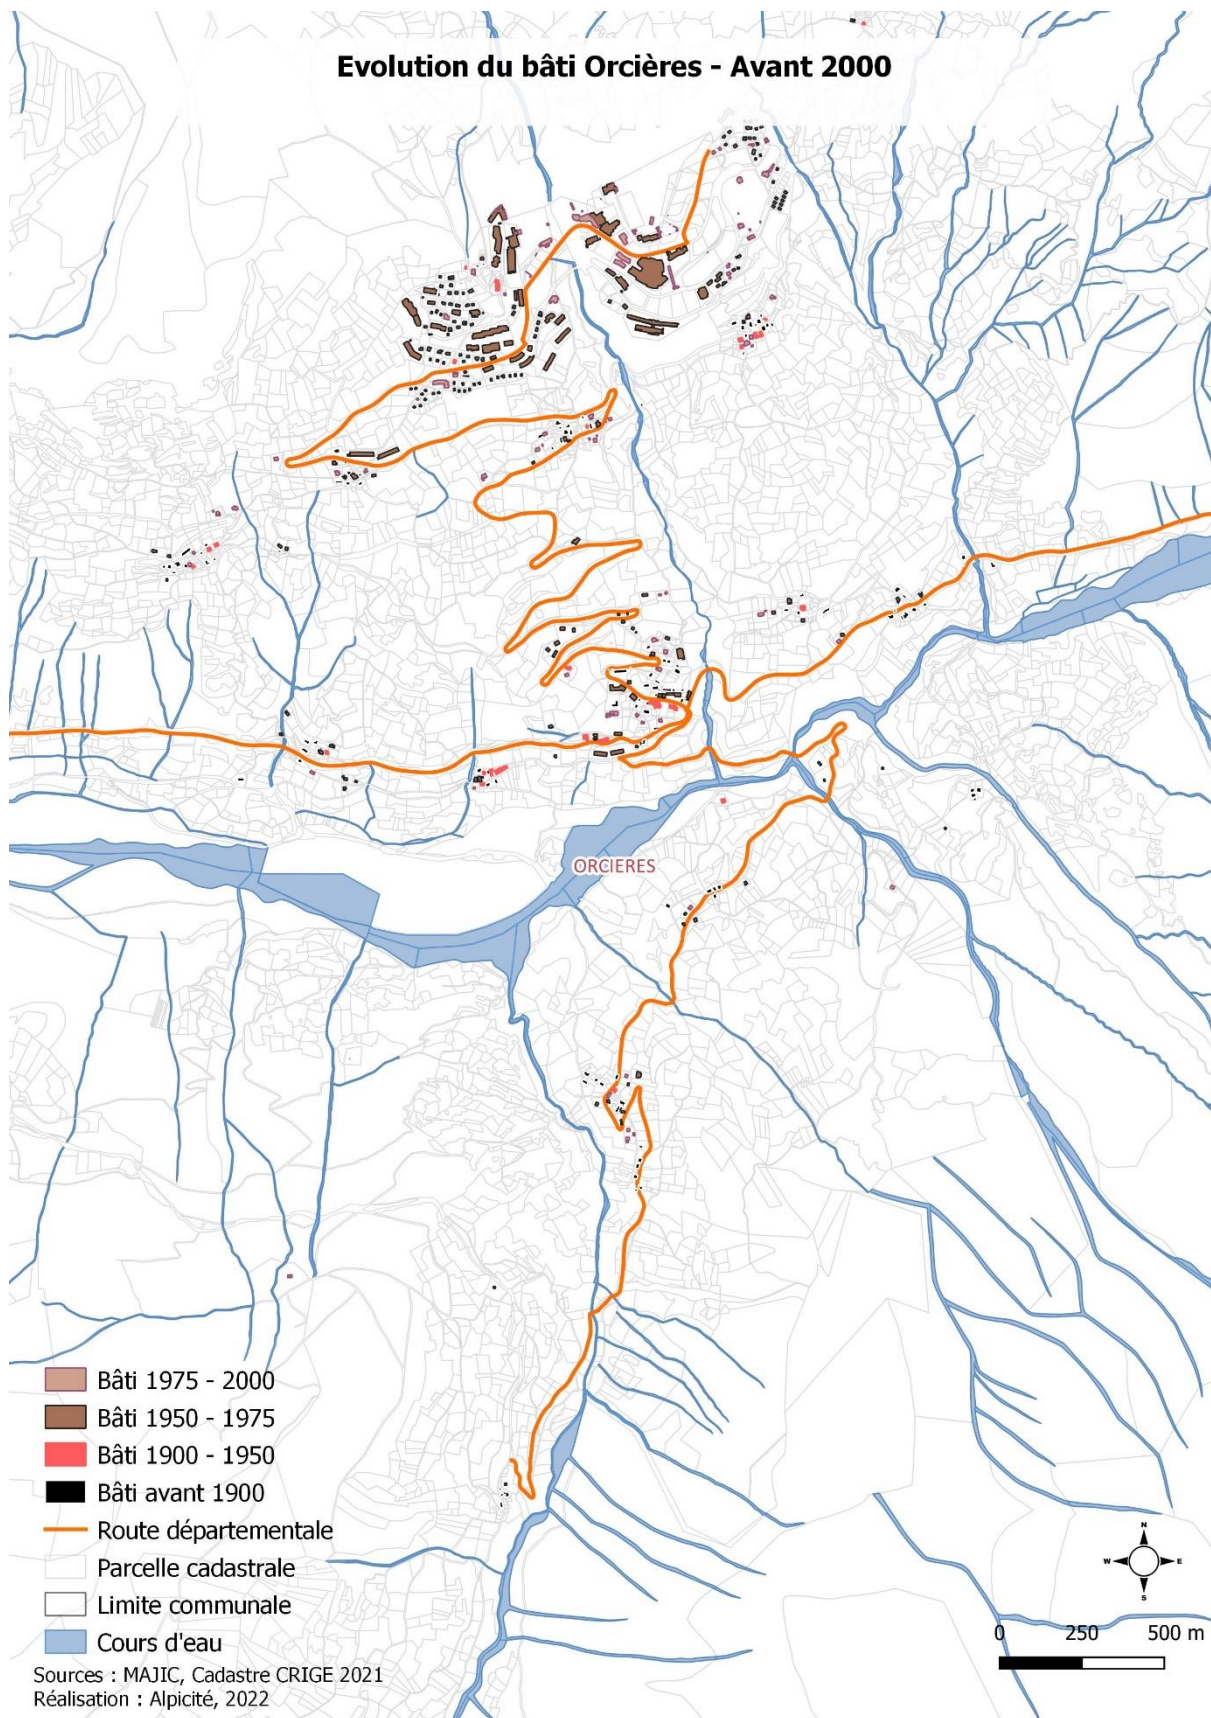 Evolution du bâti Orcières - Avant 2000
ORCIERES
Bâti 1975 - 2000
Bâti 1950 - 1975
Bâti 1900 - 1950
Bâti avant 1900
Route départementale
Parcelle cadastrale
Limite communale
Cours d'eau
Sources : MAJIC, Cadastre CRIGE 2021
Réalisation : Alpicité, 2022
N
W E
S
0 250 500 m